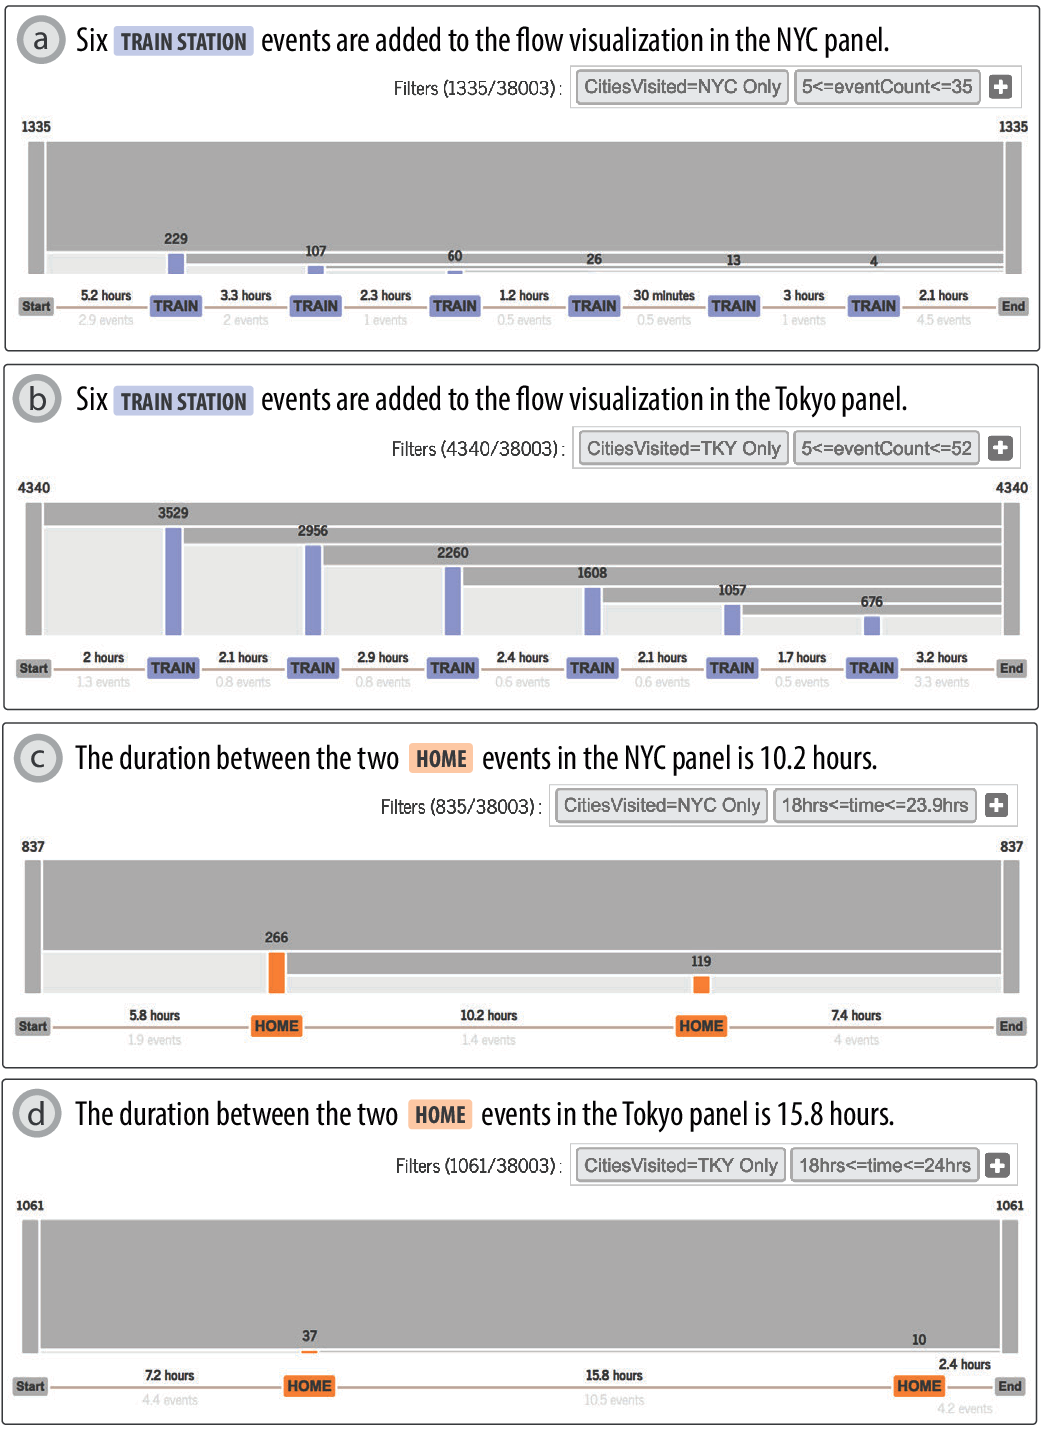 a Six TRAIN STATION events are added to the flow visualization in the NYC panel.
Filters (1335/38003) : CitiesVisited=NYC Only 5<=eventCount<=35
1335 1335
229 107 60 26 13 4
Start 5.2 hours TRAIN 3.3 hours TRAIN 2.3 hours TRAIN 1.2 hours TRAIN 30 minutes TRAIN 3 hours TRAIN 2.1 hours End
2.9 events 2 events 1 events 0.5 events 0.5 events 1 events 4.5 events
b Six TRAIN STATION events are added to the flow visualization in the Tokyo panel.
Filters (4340/38003) : CitiesVisited=TKY Only 5<=eventCount<=52
4340 4340
3529 2956 2260 1608 1057 676
Start 2 hours TRAIN 2.1 hours TRAIN 2.9 hours TRAIN 2.4 hours TRAIN 2.1 hours TRAIN 1.7 hours TRAIN 3.2 hours End
1.3 events 0.8 events 0.8 events 0.6 events 0.6 events 0.5 events 3.3 events
c The duration between the two HOME events in the NYC panel is 10.2 hours.
Filters (835/38003) : CitiesVisited=NYC Only 18hrs<=time<=23.9hrs
837 837
266 119
Start 5.8 hours HOME 10.2 hours HOME 7.4 hours End
1.9 events 1.4 events 4 events
d The duration between the two HOME events in the Tokyo panel is 15.8 hours.
Filters (1061/38003) : CitiesVisited=TKY Only 18hrs<=time<=24hrs
1061 1061
37 10
Start 7.2 hours HOME 15.8 hours HOME 2.4 hours End
4.4 events 10.5 events 4.2 events